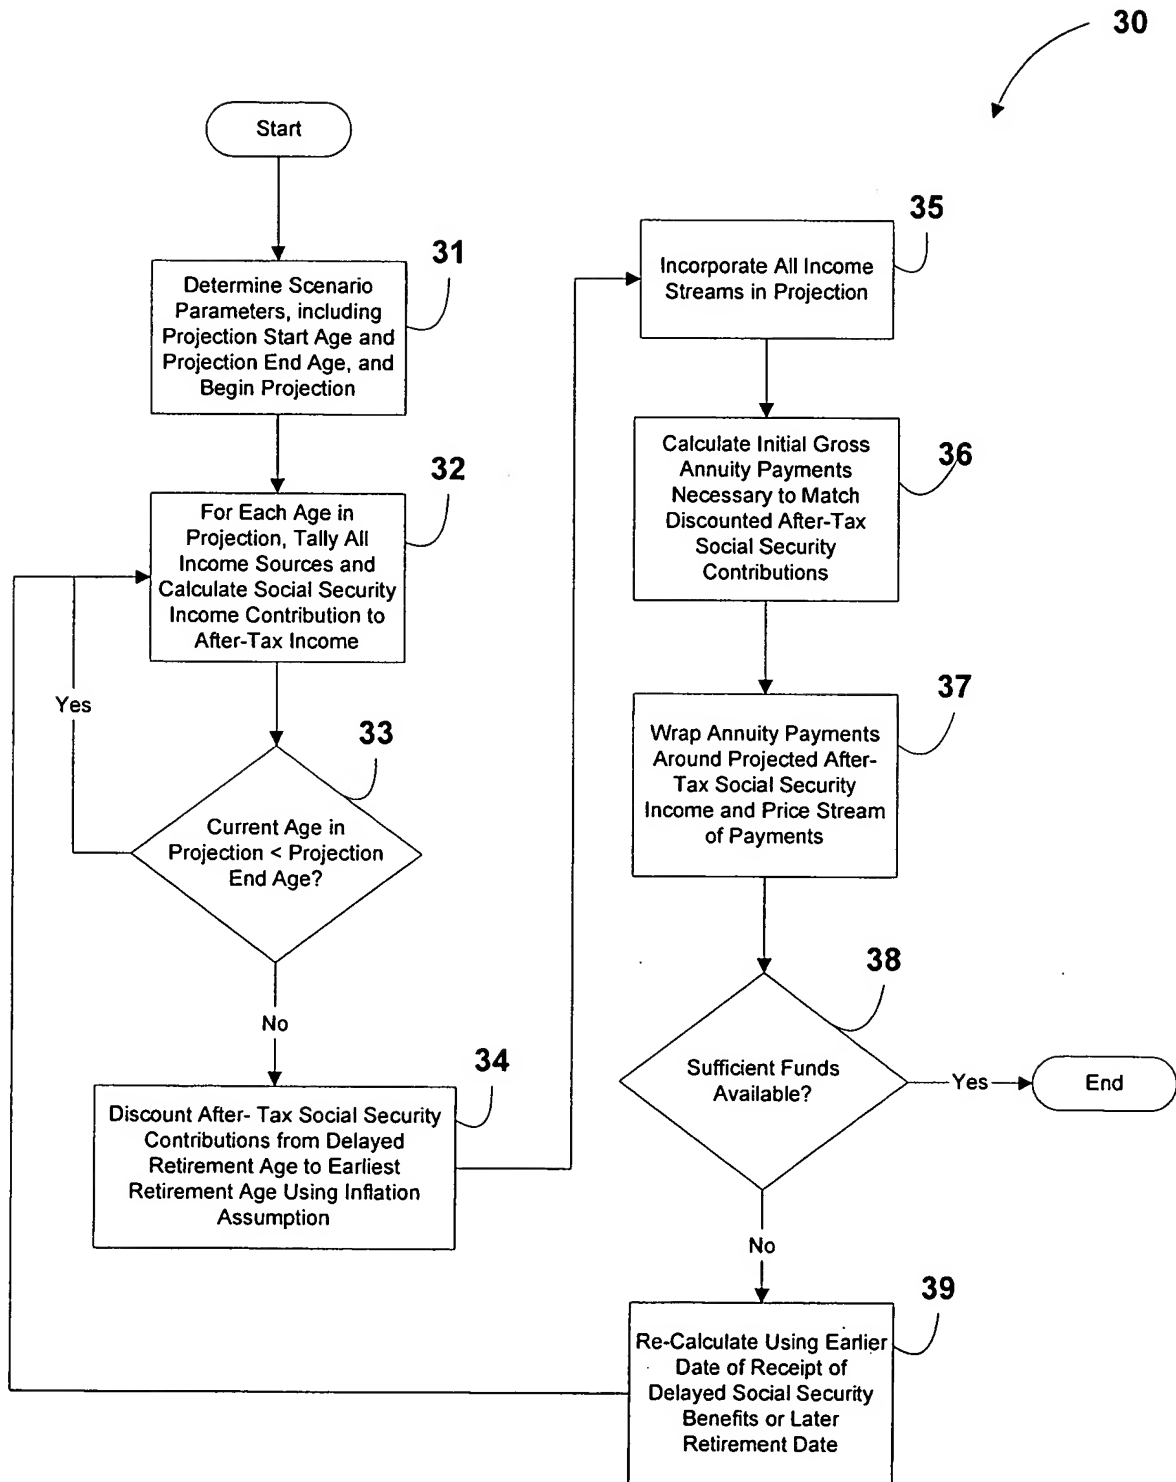 30
Start
31
Determine Scenario
Parameters, including
Projection Start Age and
Projection End Age, and
Begin Projection
32
For Each Age in
Projection, Tally All
Income Sources and
Calculate Social Security
Income Contribution to
After-Tax Income
Yes
33
Current Age in
Projection < Projection
End Age?
No
34
Discount After- Tax Social Security
Contributions from Delayed
Retirement Age to Earliest
Retirement Age Using Inflation
Assumption
35
Incorporate All Income
Streams in Projection
36
Calculate Initial Gross
Annuity Payments
Necessary to Match
Discounted After-Tax
Social Security
Contributions
37
Wrap Annuity Payments
Around Projected After-
Tax Social Security
Income and Price Stream
of Payments
38
Sufficient Funds
Available?
Yes
End
No
39
Re-Calculate Using Earlier
Date of Receipt of
Delayed Social Security
Benefits or Later
Retirement Date